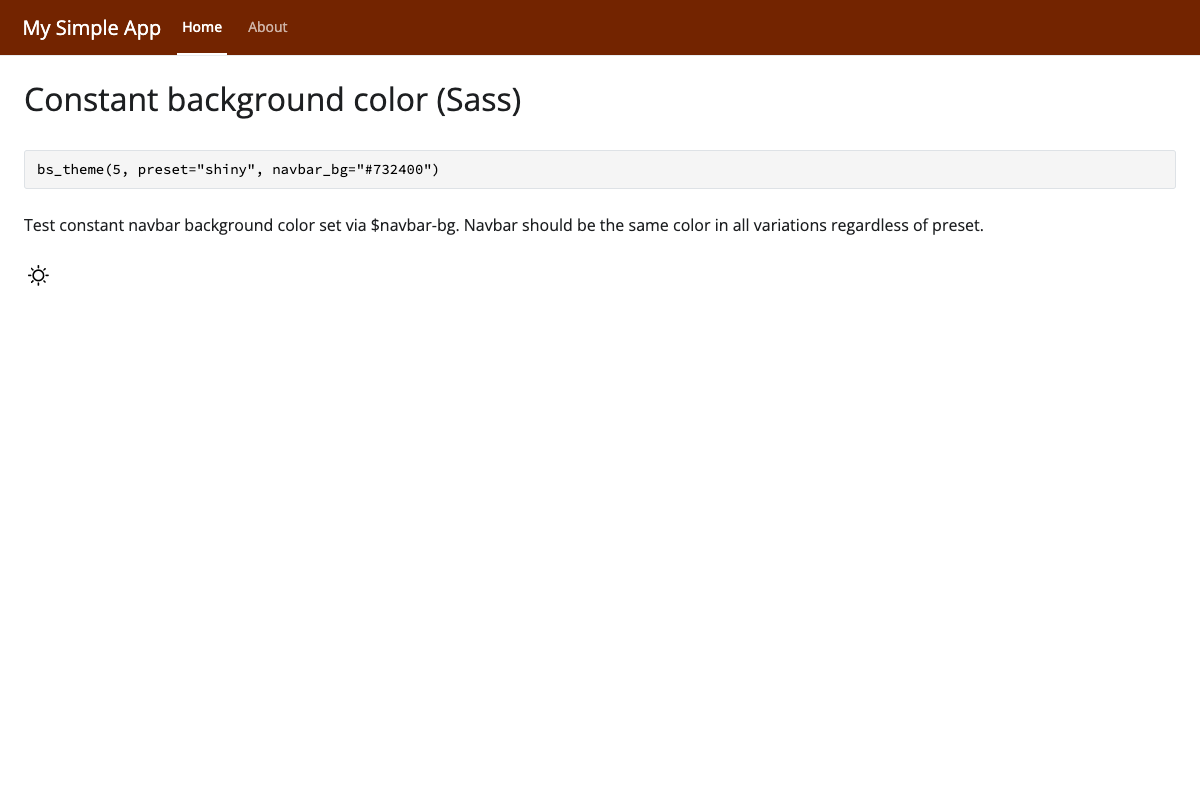 My Simple App Home About
Constant background color (Sass)
bs_theme(5, preset="shiny", navbar_bg="#732400")
Test constant navbar background color set via $navbar-bg. Navbar should be the same color in all variations regardless of preset.